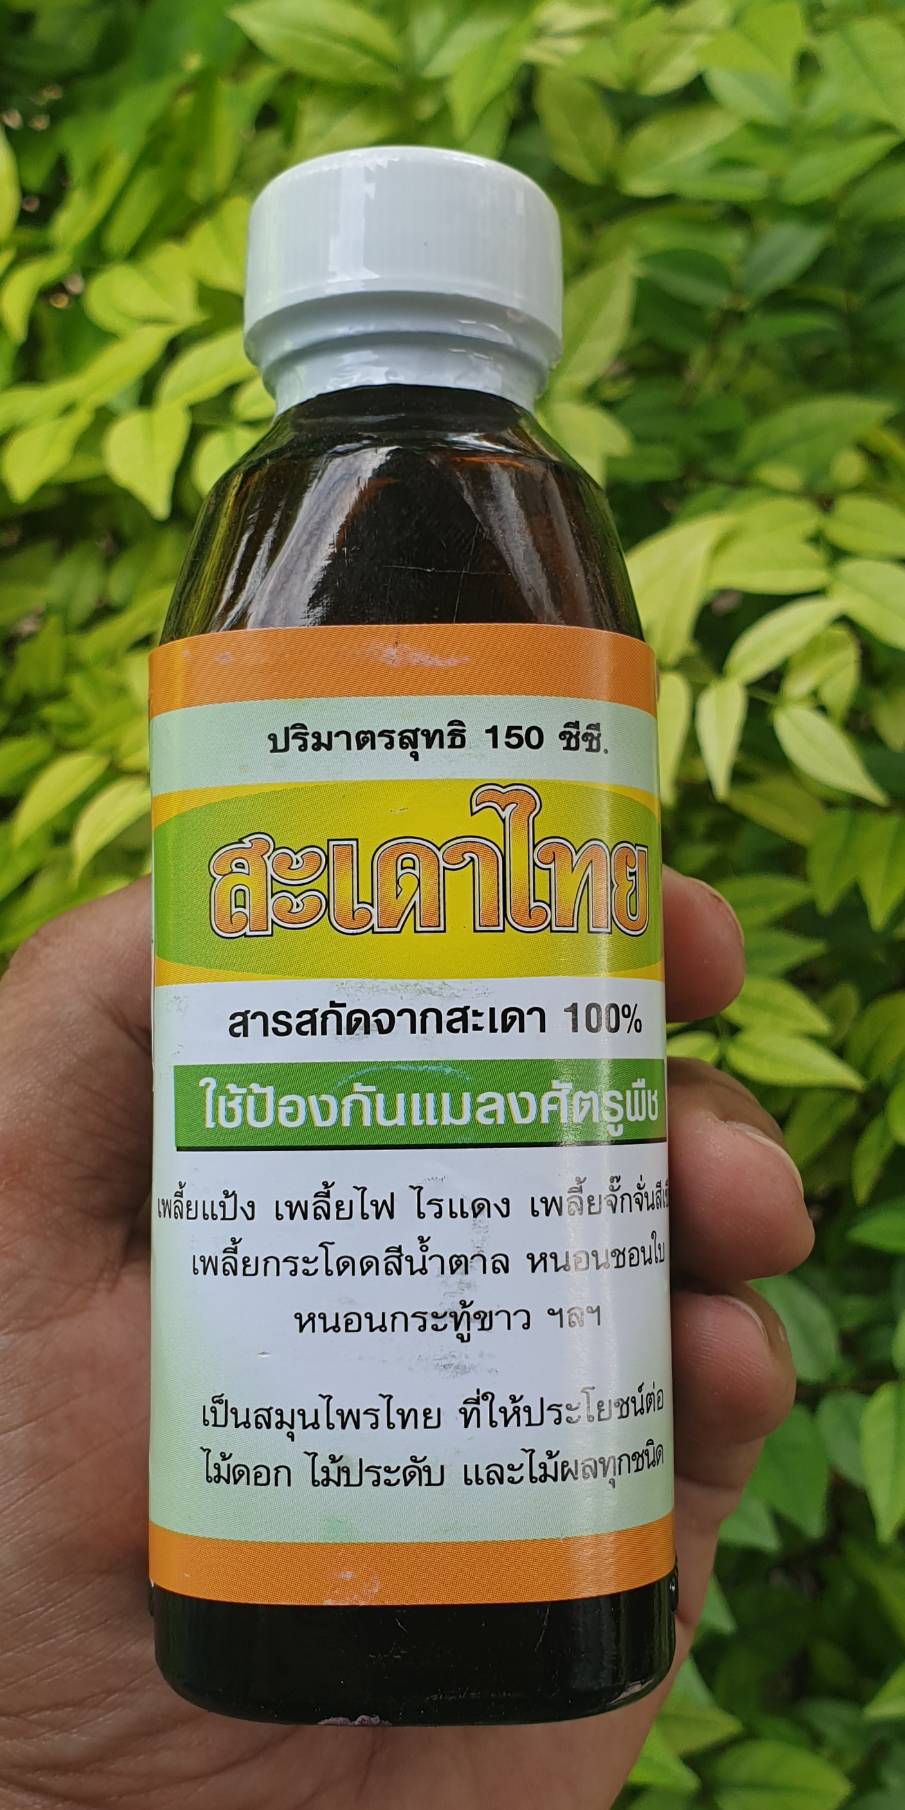 ปริมาตรสุทธิ 150 ซีซี.
สะเดาไทย
สารสกัดจากสะเดา 100%
ใช้ป้องกันแมลงศัตรูพืช
เพลี้ยแป้ง เพลี้ยไฟ ไรแดง เพลี้ยจั๊กจั่น
เพลี้ยกระโดดสีน้ำตาล หนอนชอนใบ
หนอนกระทู้ขาว ฯลฯ
เป็นสมุนไพรไทย ที่ให้ประโยชน์ต่อ
ไม้ดอก ไม้ประดับ และไม้ผลทุกชนิด